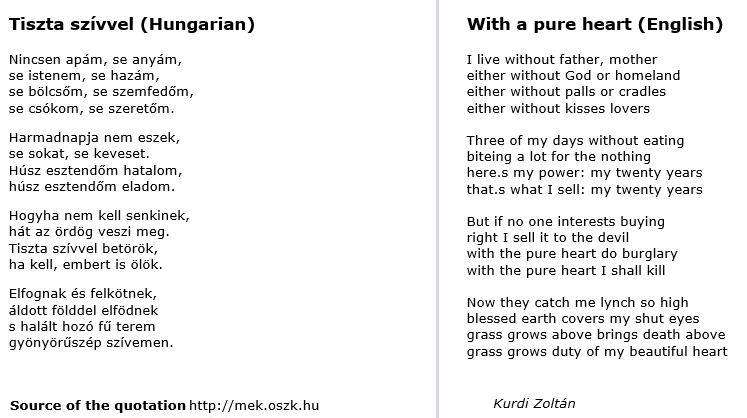 Tiszta szívvel (Hungarian)
Nincsen apám, se anyám,
se istenem, se hazám,
se bölcsőm, se szemfedőm,
se csókom, se szeretőm.
Harmadnapja nem eszek,
se sokat, se keveset.
Húsz esztendőm hatalom,
húsz esztendőm eladom.
Hogyha nem kell senkinek,
hát az ördög veszi meg.
Tiszta szívvel betörök,
ha kell, embert is ölök.
Elfognak és felkötnek,
áldott földdel elfödnek
s halált hozó fű terem
gyönyörűszép szívemen.
Source of the quotation http://mek.oszk.hu
With a pure heart (English)
I live without father, mother
either without God or homeland
either without palls or cradles
either without kisses lovers
Three of my days without eating
biteing a lot for the nothing
here.s my power: my twenty years
that.s what I sell: my twenty years
But if no one interests buying
right I sell it to the devil
with the pure heart do burglary
with the pure heart I shall kill
Now they catch me lynch so high
blessed earth covers my shut eyes
grass grows above brings death above
grass grows duty of my beautiful heart
Kurdi Zoltán